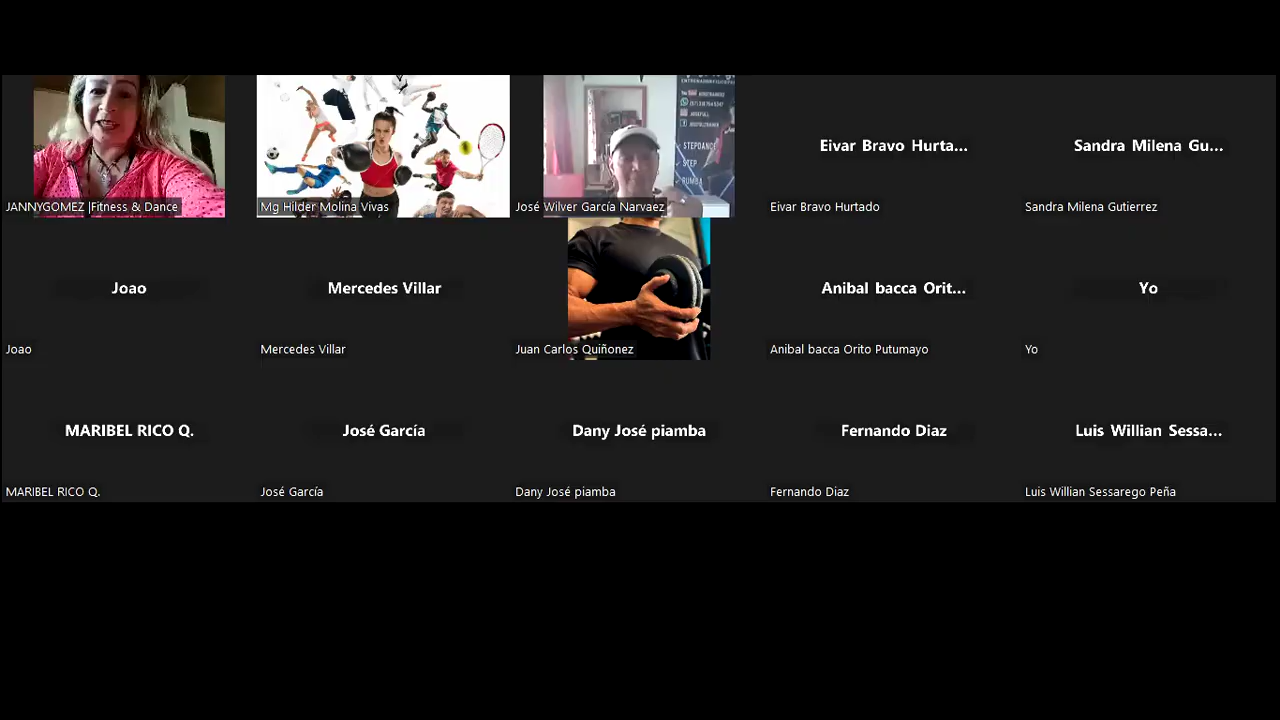 JANNYGOMEZ |Fitness & Dance
Mg Hilder Molina Vivas
STEPDANC
STEP
RUMBA
José Wilver García Narvaez
Eivar Bravo Hurta...
Eivar Bravo Hurtado
Sandra Milena Gu...
Sandra Milena Gutierrez
Joao
Joao
Mercedes Villar
Mercedes Villar
Juan Carlos Quiñonez
Anibal bacca Orit...
Anibal bacca Orito Putumayo
Yo
Yo
MARIBEL RICO Q.
MARIBEL RICO Q.
José García
José García
Dany José piamba
Dany José piamba
Fernando Diaz
Fernando Diaz
Luis Willian Sessa...
Luis Willian Sessarego Peña